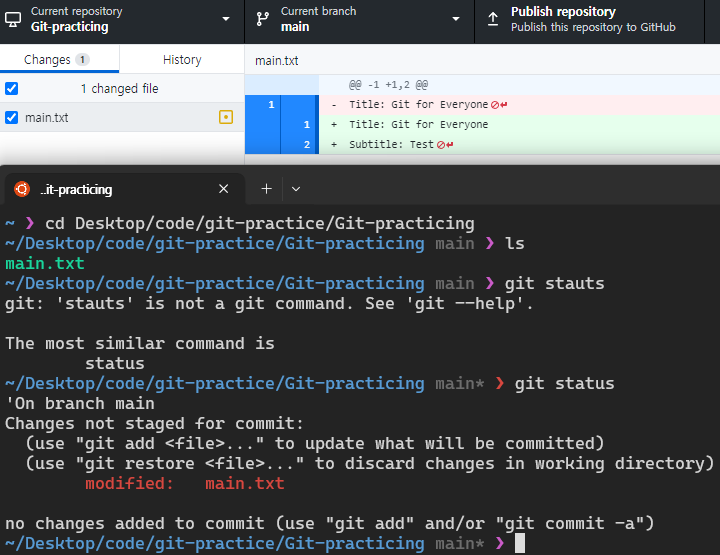 Current repository
Git-practicing
Current branch
main
Publish repository
Publish this repository to GitHub
Changes 1
History
main.txt
1 changed file
main.txt
@@ -1 +1,2 @@
1 - Title: Git for Everyone
1 + Title: Git for Everyone
2 + Subtitle: Test
..it-practicing
~ ❯ cd Desktop/code/git-practice/Git-practicing
~/Desktop/code/git-practice/Git-practicing main ❯ ls
main.txt
~/Desktop/code/git-practice/Git-practicing main ❯ git stauts
git: 'stauts' is not a git command. See 'git --help'.
The most similar command is
status
~/Desktop/code/git-practice/Git-practicing main* ❯ git status
'On branch main
Changes not staged for commit:
(use "git add <file>..." to update what will be committed)
(use "git restore <file>..." to discard changes in working directory)
modified: main.txt
no changes added to commit (use "git add" and/or "git commit -a")
~/Desktop/code/git-practice/Git-practicing main* ❯